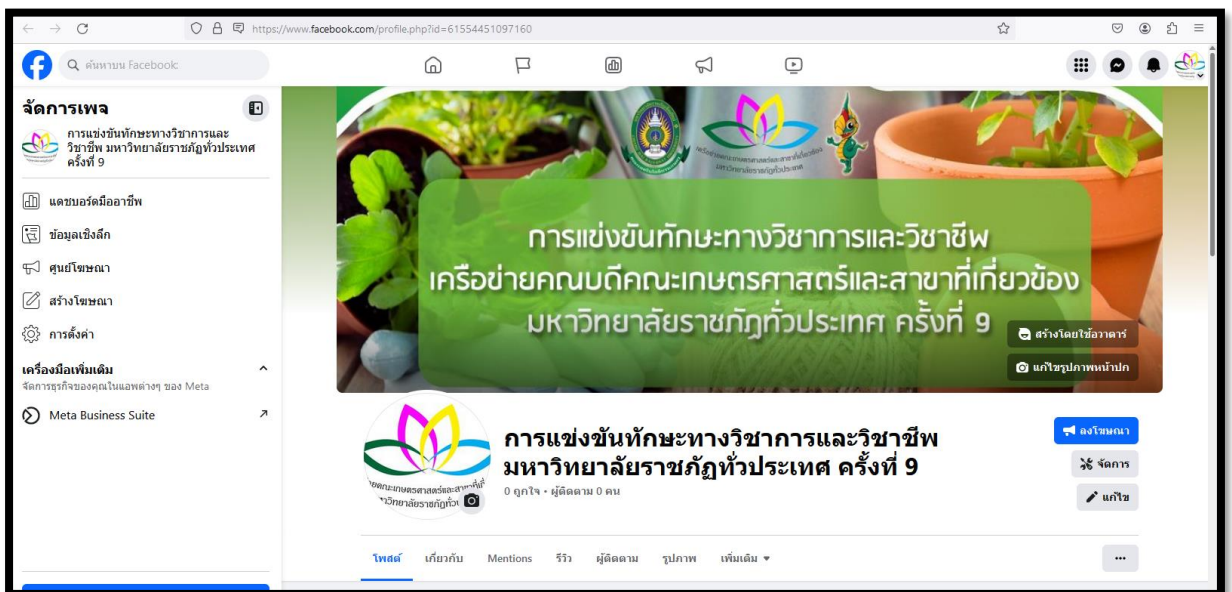 https://www.facebook.com/profile.php?id=61554451097160
ค้นหาบน Facebook
จัดการเพจ
การแข่งขันทักษะทางวิชาการและ
วิชาชีพ มหาวิทยาลัยราชภัฏทั่วประเทศ
ครั้งที่ 9
แดชบอร์ดมืออาชีพ
ข้อมูลเชิงลึก
ศูนย์โฆษณา
สร้างโฆษณา
การตั้งค่า
เครื่องมือเพิ่มเติม
จัดการธุรกิจของคุณในแอพต่างๆ ของ Meta
Meta Business Suite
การแข่งขันทักษะทางวิชาการและวิชาชีพ
เครือข่ายคณบดีคณะเกษตรศาสตร์และสาขาที่เกี่ยวข้อง
มหาวิทยาลัยราชภัฏทั่วประเทศ ครั้งที่ 9
สร้างโดยใช้อวาตาร์
แก้ไขรูปภาพหน้าปก
การแข่งขันทักษะทางวิชาการและวิชาชีพ
มหาวิทยาลัยราชภัฏทั่วประเทศ ครั้งที่ 9
0 ถูกใจ • ผู้ติดตาม 0 คน
ลงโฆษณา
จัดการ
แก้ไข
โพสต์ เกี่ยวกับ Mentions รีวิว ผู้ติดตาม รูปภาพ เพิ่มเติม